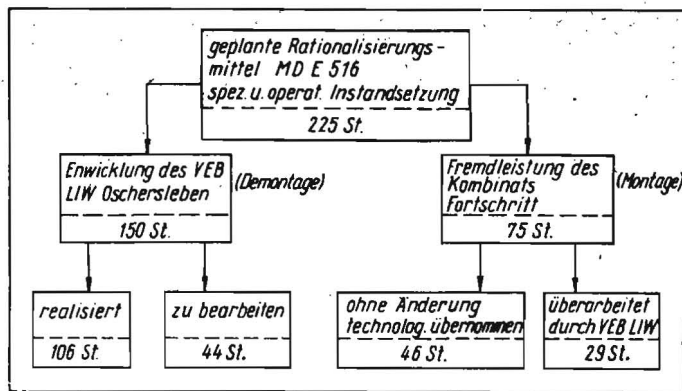 geplante Rationalisierungs-
mittel MD E 516
spez. u. operat. Instandsetzung
225 St.
Enwicklung des VEB
LIW Oschersleben
150 St.
(Demontage)
Fremdleistung des
Kombinats
Fortschritt
75 St.
(Montage)
realisiert
106 St.
zu bearbeiten
44 St.
ohne Änderung
technolog. übernommen
46 St.
überarbeitet
durch VEB LIW
29 St.